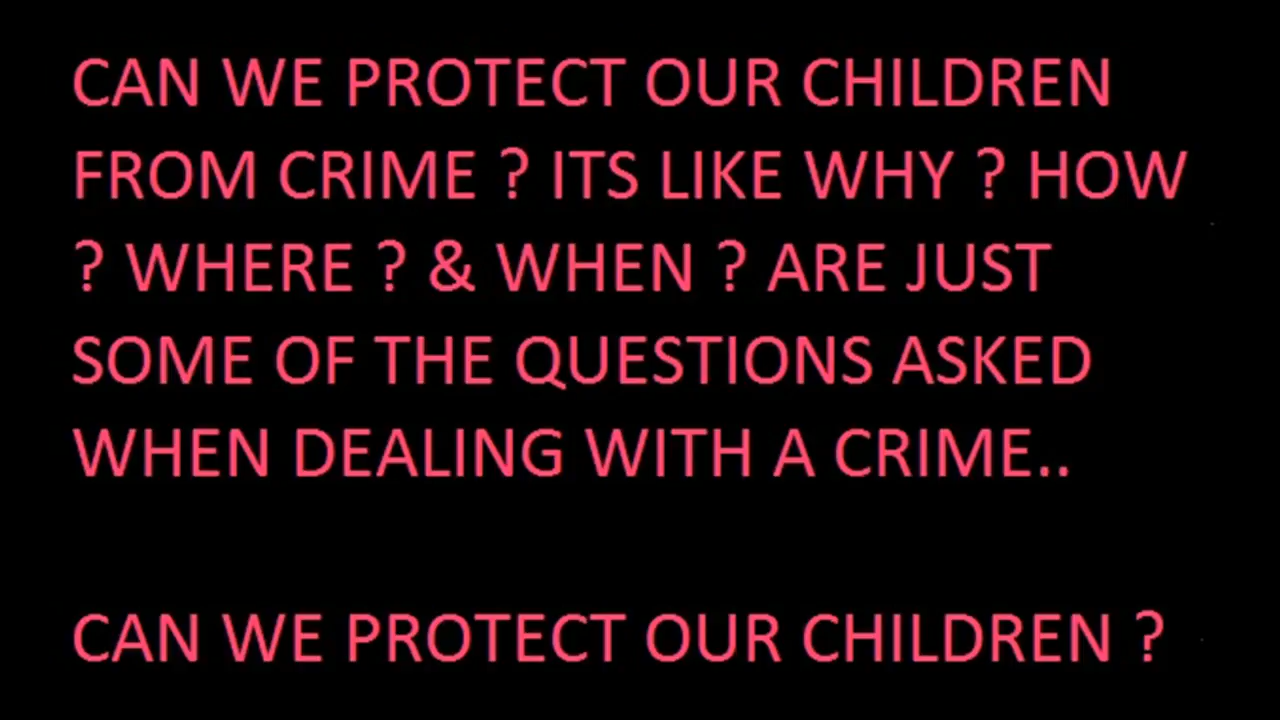 CAN WE PROTECT OUR CHILDREN
FROM CRIME ? ITS LIKE WHY ? HOW
? WHERE ? & WHEN ? ARE JUST
SOME OF THE QUESTIONS ASKED
WHEN DEALING WITH A CRIME..
CAN WE PROTECT OUR CHILDREN ?